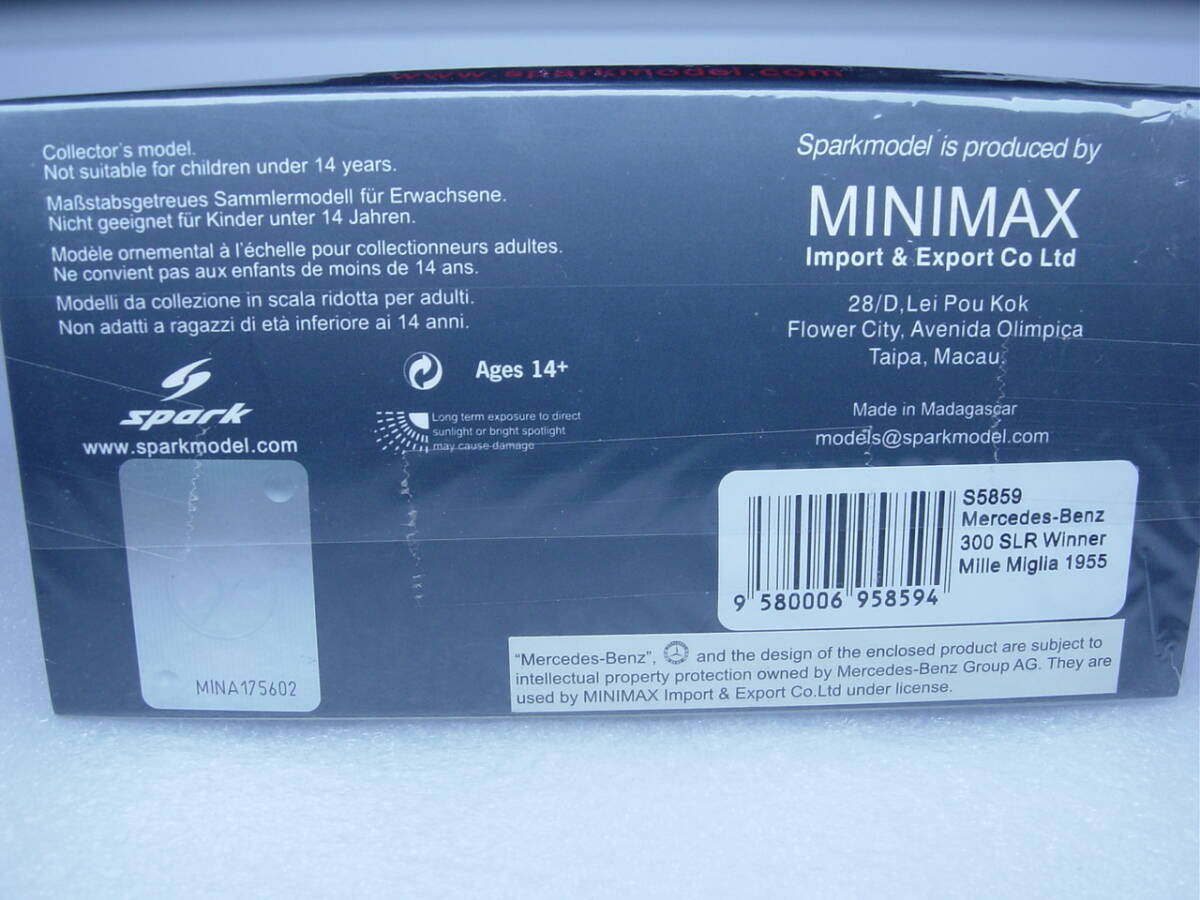 www.sparkmodel.com
Collector's model.
Not suitable for children under 14 years.
Maßstabsgetreues Sammlermodell für Erwachsene.
Nicht geeignet für Kinder unter 14 Jahren.
Modèle ornemental à l'échelle pour collectionneurs adultes.
Ne convient pas aux enfants de moins de 14 ans.
Modelli da collezione in scala ridotta per adulti.
Non adatti a ragazzi di età inferiore ai 14 anni.
spark
www.sparkmodel.com
Ages 14+
Long term exposure to direct
sunlight or bright spotlight
may cause damage
MINA175602
Sparkmodel is produced by
MINIMAX
Import & Export Co Ltd
28/D,Lei Pou Kok
Flower City, Avenida Olimpica
Taipa, Macau.
Made in Madagascar
models@sparkmodel.com
S5859
Mercedes-Benz
300 SLR Winner
Mille Miglia 1955
9 580006 958594
"Mercedes-Benz", and the design of the enclosed product are subject to
intellectual property protection owned by Mercedes-Benz Group AG. They are
used by MINIMAX Import & Export Co.Ltd under license.